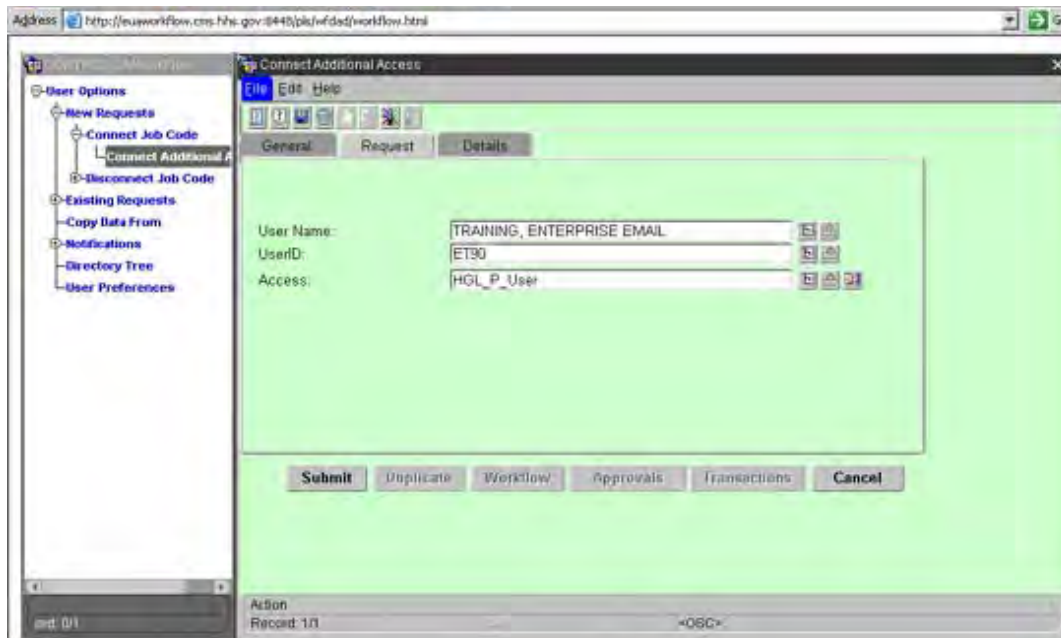 Address http://euaworkflow.cms.hhs.gov:8448/pls/wfdad/workflow.html
Connect Additional Access
File Edit Help
User Options
New Requests
Connect Job Code
Connect Additional A
Disconnect Job Code
Existing Requests
Copy Data From
Notifications
Directory Tree
User Preferences
General Request Details
User Name: TRAINING, ENTERPRISE EMAIL
UserID: ET90
Access: HGL_P_User
Submit Duplicate Workflow Approvals Transactions Cancel
Action
Record: 1/1 <OSC>
ord: 0/1